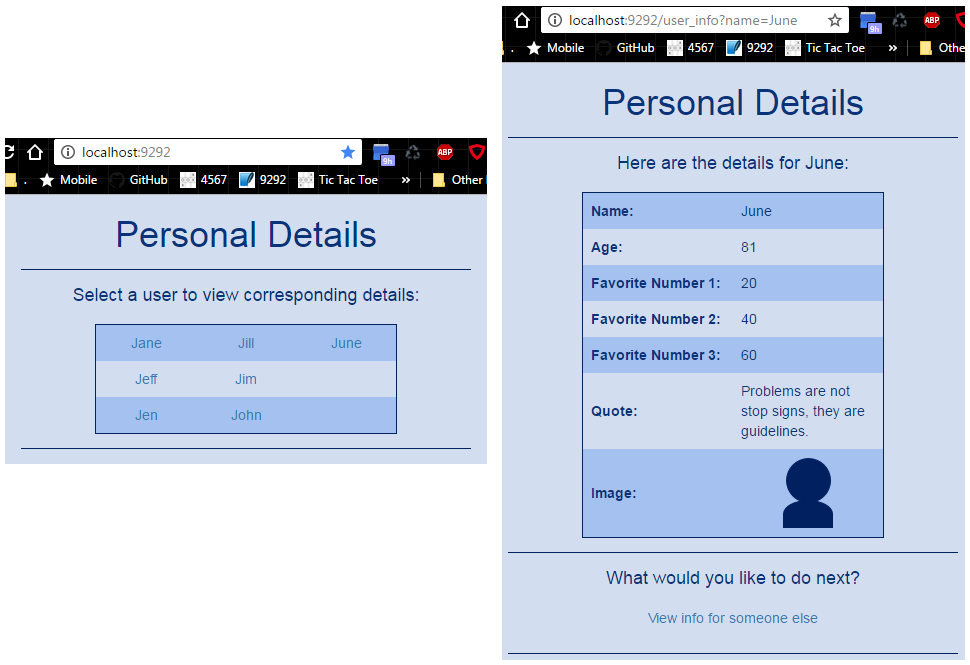 localhost:9292
9h
ABP
. Mobile GitHub 4567 9292 Tic Tac Toe » Other
Personal Details
Select a user to view corresponding details:
Jane Jill June
Jeff Jim
Jen John
localhost:9292/user_info?name=June
9h
ABP
. Mobile GitHub 4567 9292 Tic Tac Toe » Othe
Personal Details
Here are the details for June:
Name: June
Age: 81
Favorite Number 1: 20
Favorite Number 2: 40
Favorite Number 3: 60
Quote: Problems are not
stop signs, they are
guidelines.
Image:
What would you like to do next?
View info for someone else